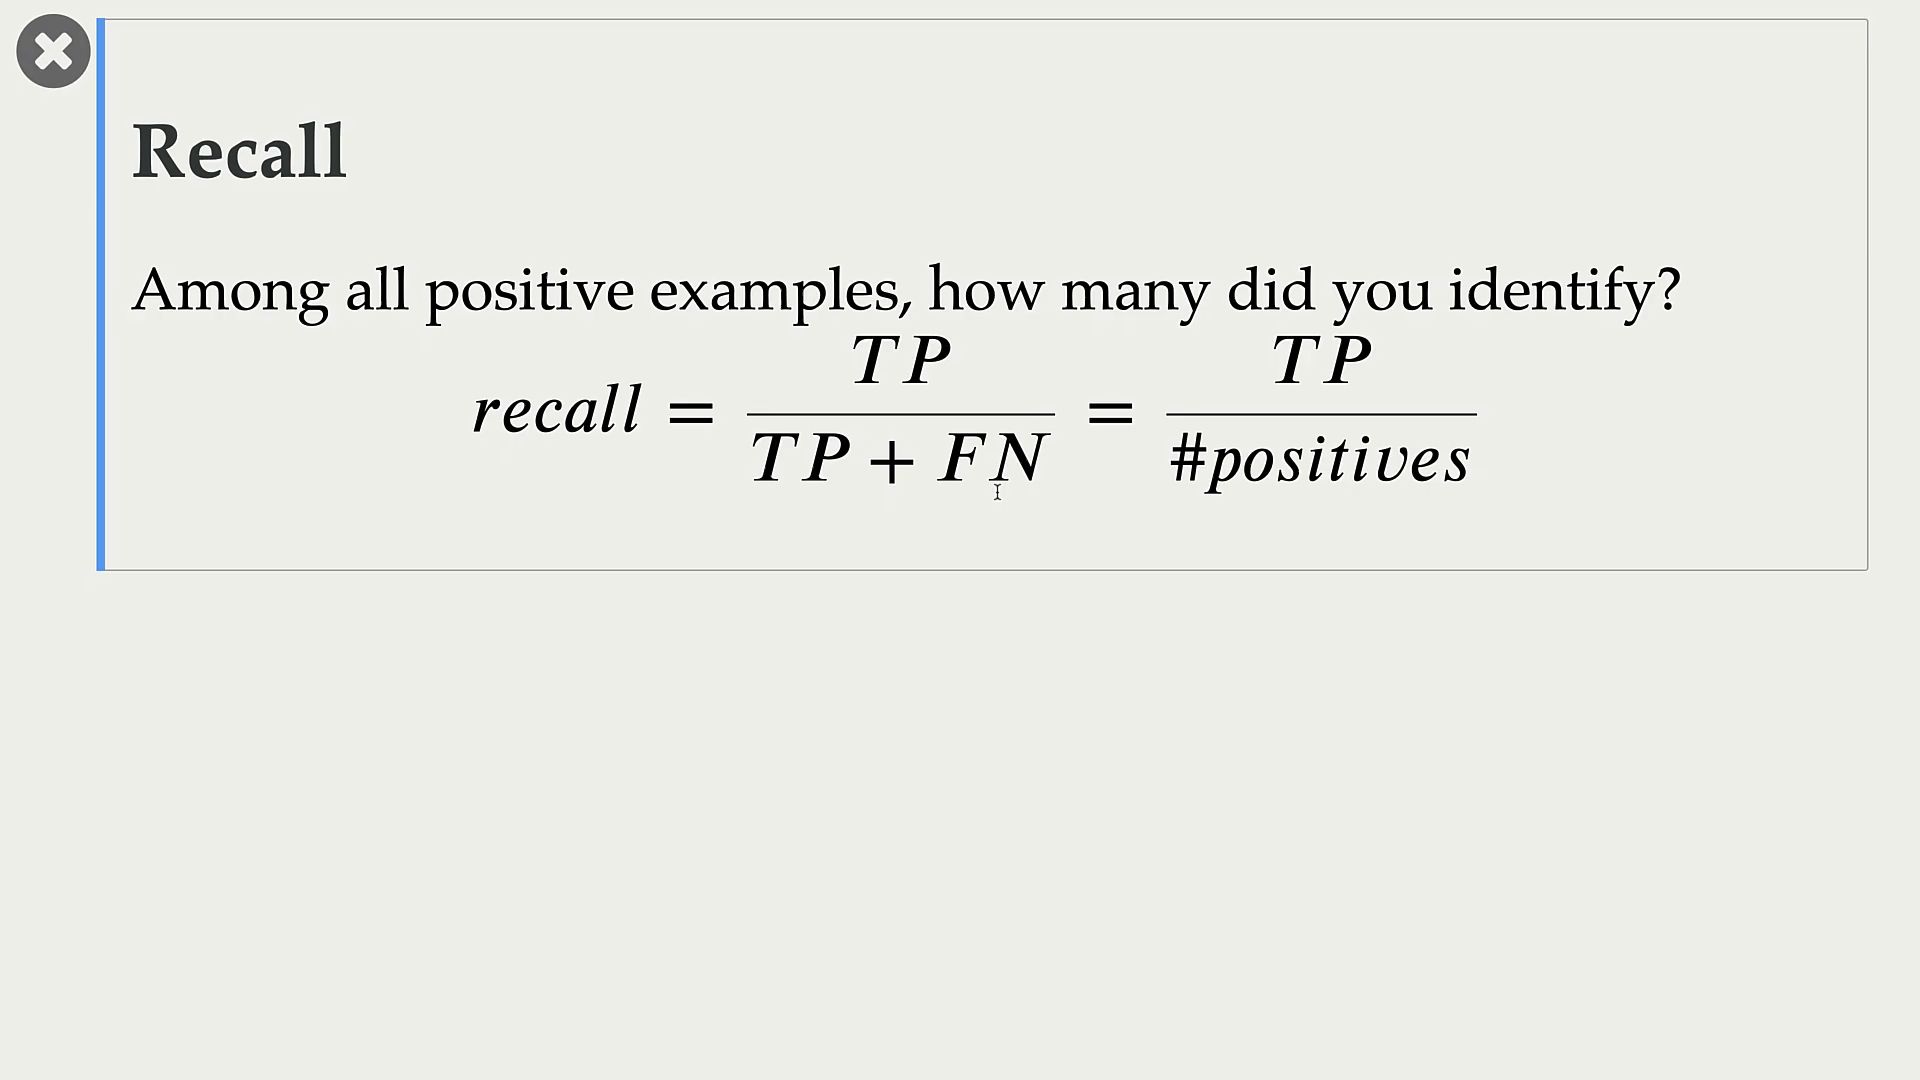 Recall
Among all positive examples, how many did you identify?
recall = TP / TP + FN = TP / #positives